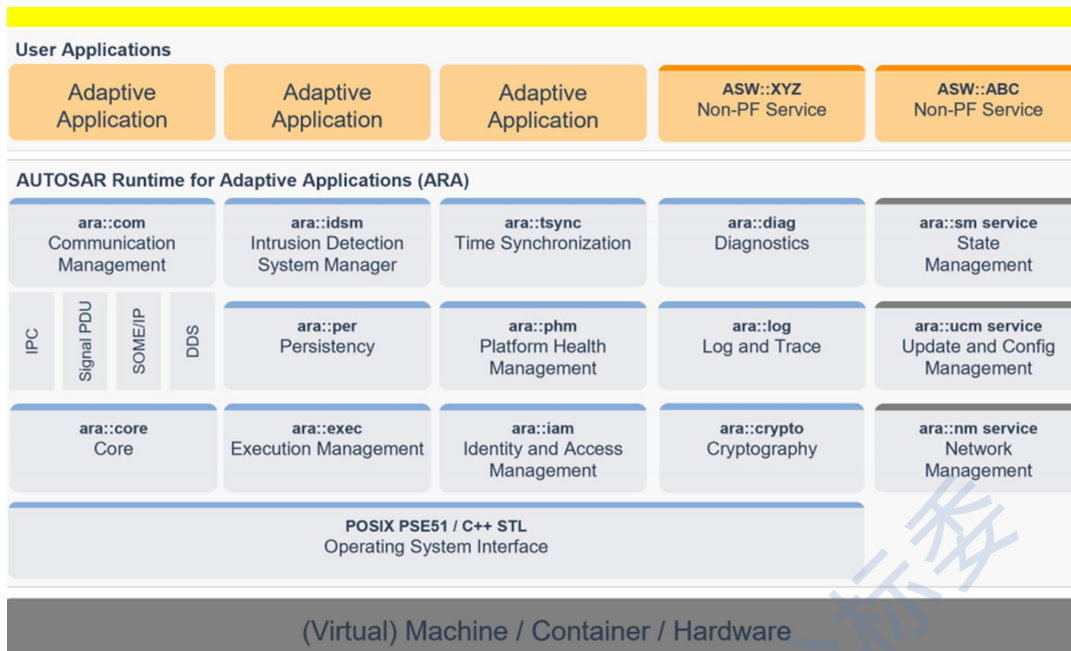 User Applications
Adaptive
Application
Adaptive
Application
Adaptive
Application
ASW::XYZ
Non-PF Service
ASW::ABC
Non-PF Service
AUTOSAR Runtime for Adaptive Applications (ARA)
ara::com
Communication
Management
ara::idsm
Intrusion Detection
System Manager
ara::tsync
Time Synchronization
ara::diag
Diagnostics
ara::sm service
State
Management
IPC
Signal PDU
SOME/IP
DDS
ara::per
Persistency
ara::phm
Platform Health
Management
ara::log
Log and Trace
ara::ucm service
Update and Config
Management
ara::core
Core
ara::exec
Execution Management
ara::iam
Identity and Access
Management
ara::crypto
Cryptography
ara::nm service
Network
Management
POSIX PSE51 / C++ STL
Operating System Interface
(Virtual) Machine / Container / Hardware
标委